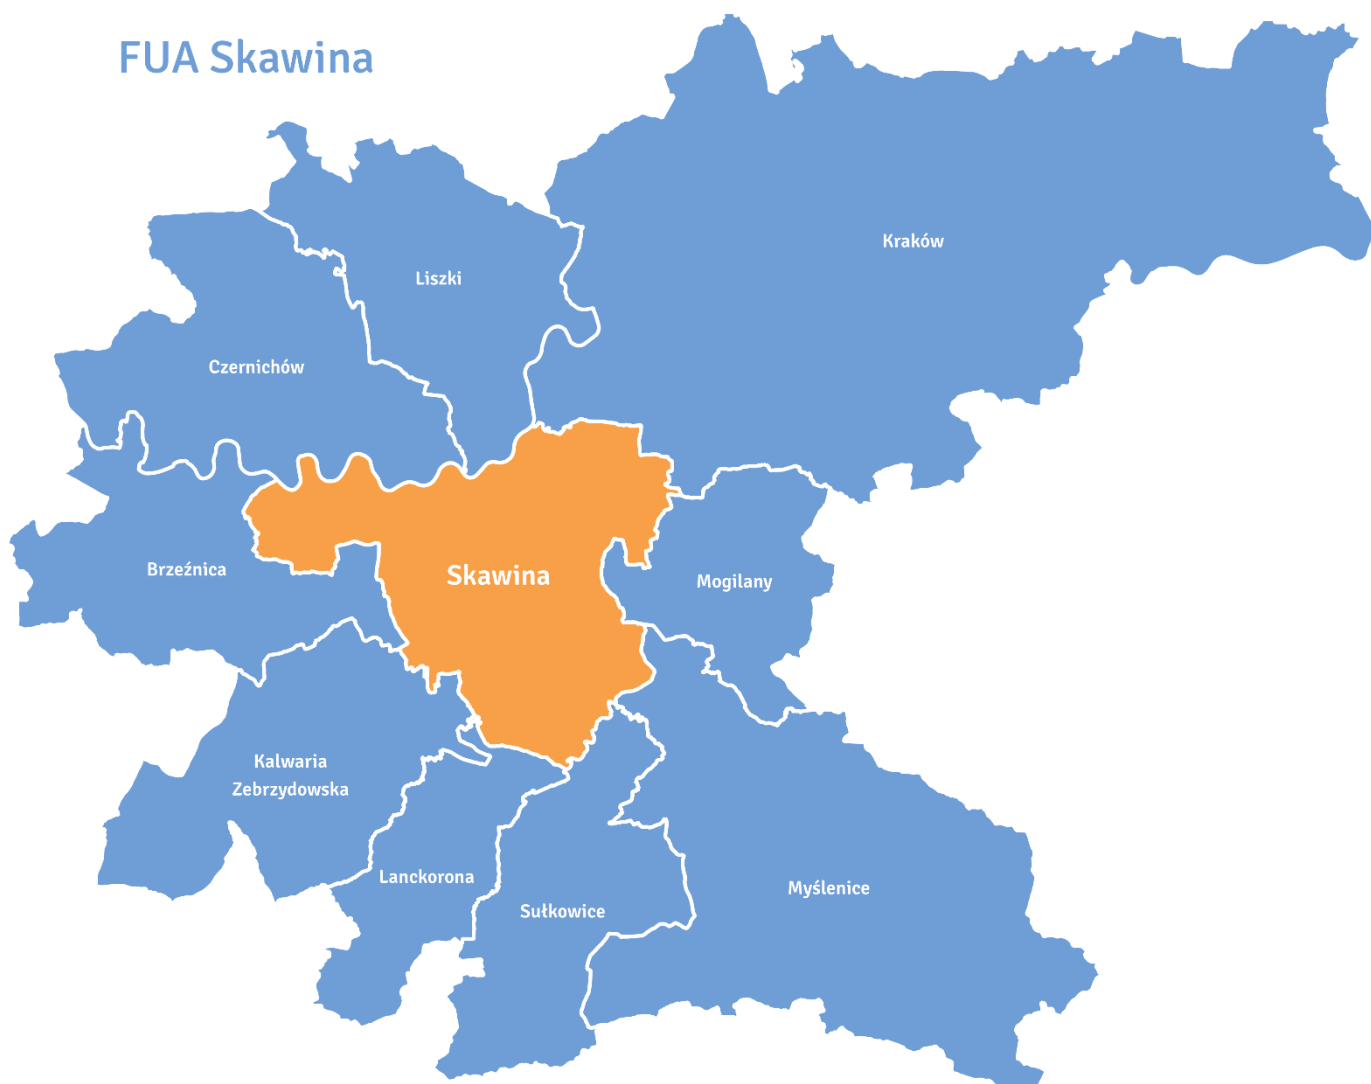 FUA Skawina
Kraków
Liszki
Czernichów
Brzeźnica
Skawina
Mogilany
Kalwaria
Zebrzydowska
Lanckorona
Sułkowice
Myślenice